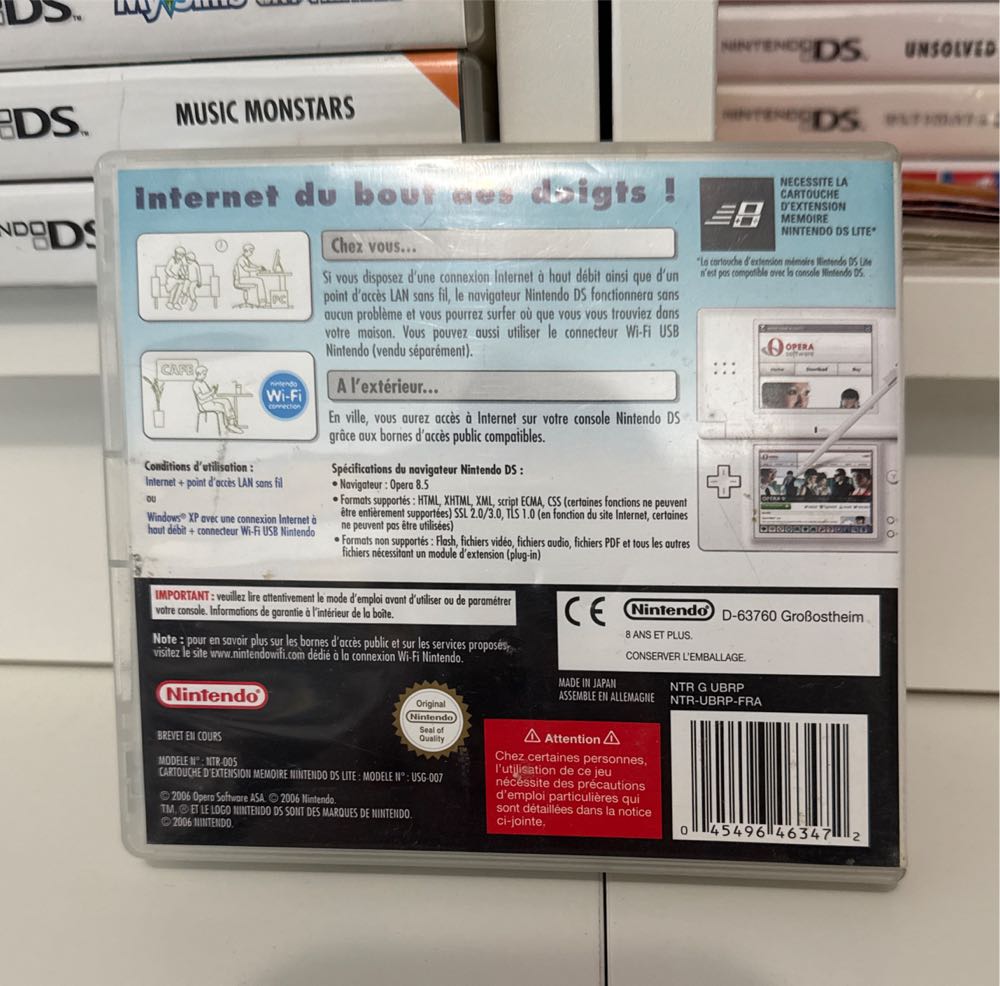 DS™
MySims
DS™
MUSIC MONSTARS
DS
NINTENDO DS™ UNSOLVED
NINTENDO DS™
Internet du bout des doigts !
NECESSITE LA
CARTOUCHE
D'EXTENSION
MEMOIRE
NINTENDO DS LITE*
*La cartouche d'extension mémoire Nintendo DS Lite
n'est pas compatible avec la console Nintendo DS.
PC
Chez vous...
Si vous disposez d'une connexion Internet à haut débit ainsi que d'un
point d'accès LAN sans fil, le navigateur Nintendo DS fonctionnera sans
aucun problème et vous pourrez surfer où que vous vous trouviez dans
votre maison. Vous pouvez aussi utiliser le connecteur Wi-Fi USB
Nintendo (vendu séparément).
CAFE
nintendo
Wi-Fi
connection
A l'extérieur...
En ville, vous aurez accès à Internet sur votre console Nintendo DS
grâce aux bornes d'accès public compatibles.
OPERA
software
Home Download Buy
Conditions d'utilisation :
Internet + point d'accès LAN sans fil
ou
Windows® XP avec une connexion Internet à
haut débit + connecteur Wi-Fi USB Nintendo
Spécifications du navigateur Nintendo DS :
• Navigateur : Opera 8.5
• Formats supportés : HTML, XHTML, XML, script ECMA, CSS (certaines fonctions ne peuvent
être entièrement supportées) SSL 2.0/3.0, TLS 1.0 (en fonction du site Internet, certaines
ne peuvent pas être utilisées)
• Formats non supportés : Flash, fichiers vidéo, fichiers audio, fichiers PDF et tous les autres
fichiers nécessitant un module d'extension (plug-in)
IMPORTANT : veuillez lire attentivement le mode d'emploi avant d'utiliser ou de paramétrer
votre console. Informations de garantie à l'intérieur de la boîte.
Note : pour en savoir plus sur les bornes d'accès public et sur les services proposés,
visitez le site www.nintendowifi.com dédié à la connexion Wi-Fi Nintendo.
CE Nintendo® D-63760 Großostheim
8 ANS ET PLUS.
CONSERVER L'EMBALLAGE.
MADE IN JAPAN
ASSEMBLE EN ALLEMAGNE
NTR G UBRP
NTR-UBRP-FRA
Nintendo®
Original
Nintendo
Seal of
Quality
BREVET EN COURS
MODELE N° : NTR-005
CARTOUCHE D'EXTENSION MEMOIRE NINTENDO DS LITE : MODELE N° : USG-007
© 2006 Opera Software ASA. © 2006 Nintendo.
TM, ® ET LE LOGO NINTENDO DS SONT DES MARQUES DE NINTENDO.
© 2006 NINTENDO.
Attention
Chez certaines personnes,
l'utilisation de ce jeu
nécessite des précautions
d'emploi particulières qui
sont détaillées dans la notice
ci-jointe.
0 45496 46347 2